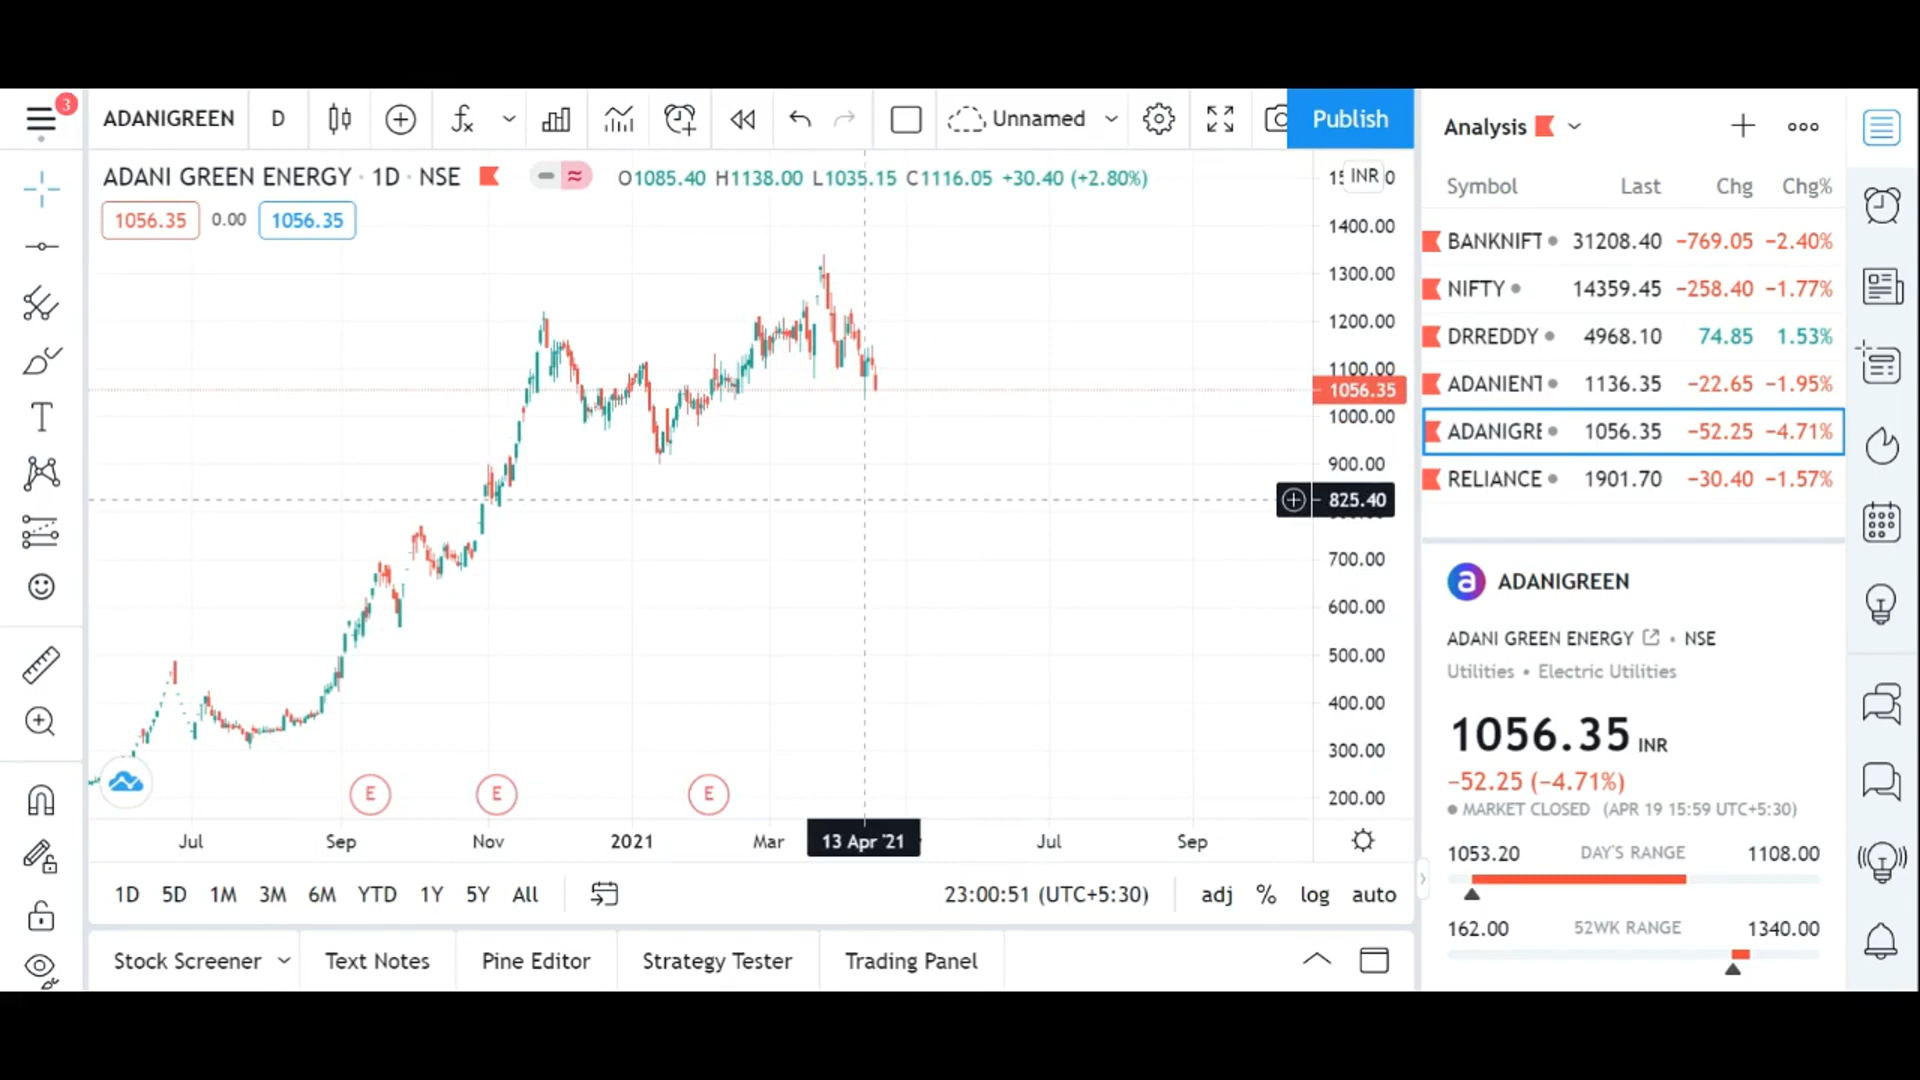 3
ADANIGREEN D Unnamed Publish
ADANI GREEN ENERGY · 1D · NSE O1085.40 H1138.00 L1035.15 C1116.05 +30.40 (+2.80%)
1056.35 0.00 1056.35
INR
1400.00
1300.00
1200.00
1100.00
1056.35
1000.00
900.00
825.40
700.00
600.00
500.00
400.00
300.00
200.00
E E E
Jul Sep Nov 2021 Mar 13 Apr '21 Jul Sep
1D 5D 1M 3M 6M YTD 1Y 5Y All 23:00:51 (UTC+5:30) adj % log auto
Stock Screener Text Notes Pine Editor Strategy Tester Trading Panel
Analysis
Symbol Last Chg Chg%
BANKNIFT 31208.40 −769.05 −2.40%
NIFTY 14359.45 −258.40 −1.77%
DRREDDY 4968.10 74.85 1.53%
ADANIENT 1136.35 −22.65 −1.95%
ADANIGRE 1056.35 −52.25 −4.71%
RELIANCE 1901.70 −30.40 −1.57%
a ADANIGREEN
ADANI GREEN ENERGY • NSE
Utilities • Electric Utilities
1056.35 INR
−52.25 (−4.71%)
MARKET CLOSED (APR 19 15:59 UTC+5:30)
1053.20 DAY'S RANGE 1108.00
162.00 52WK RANGE 1340.00